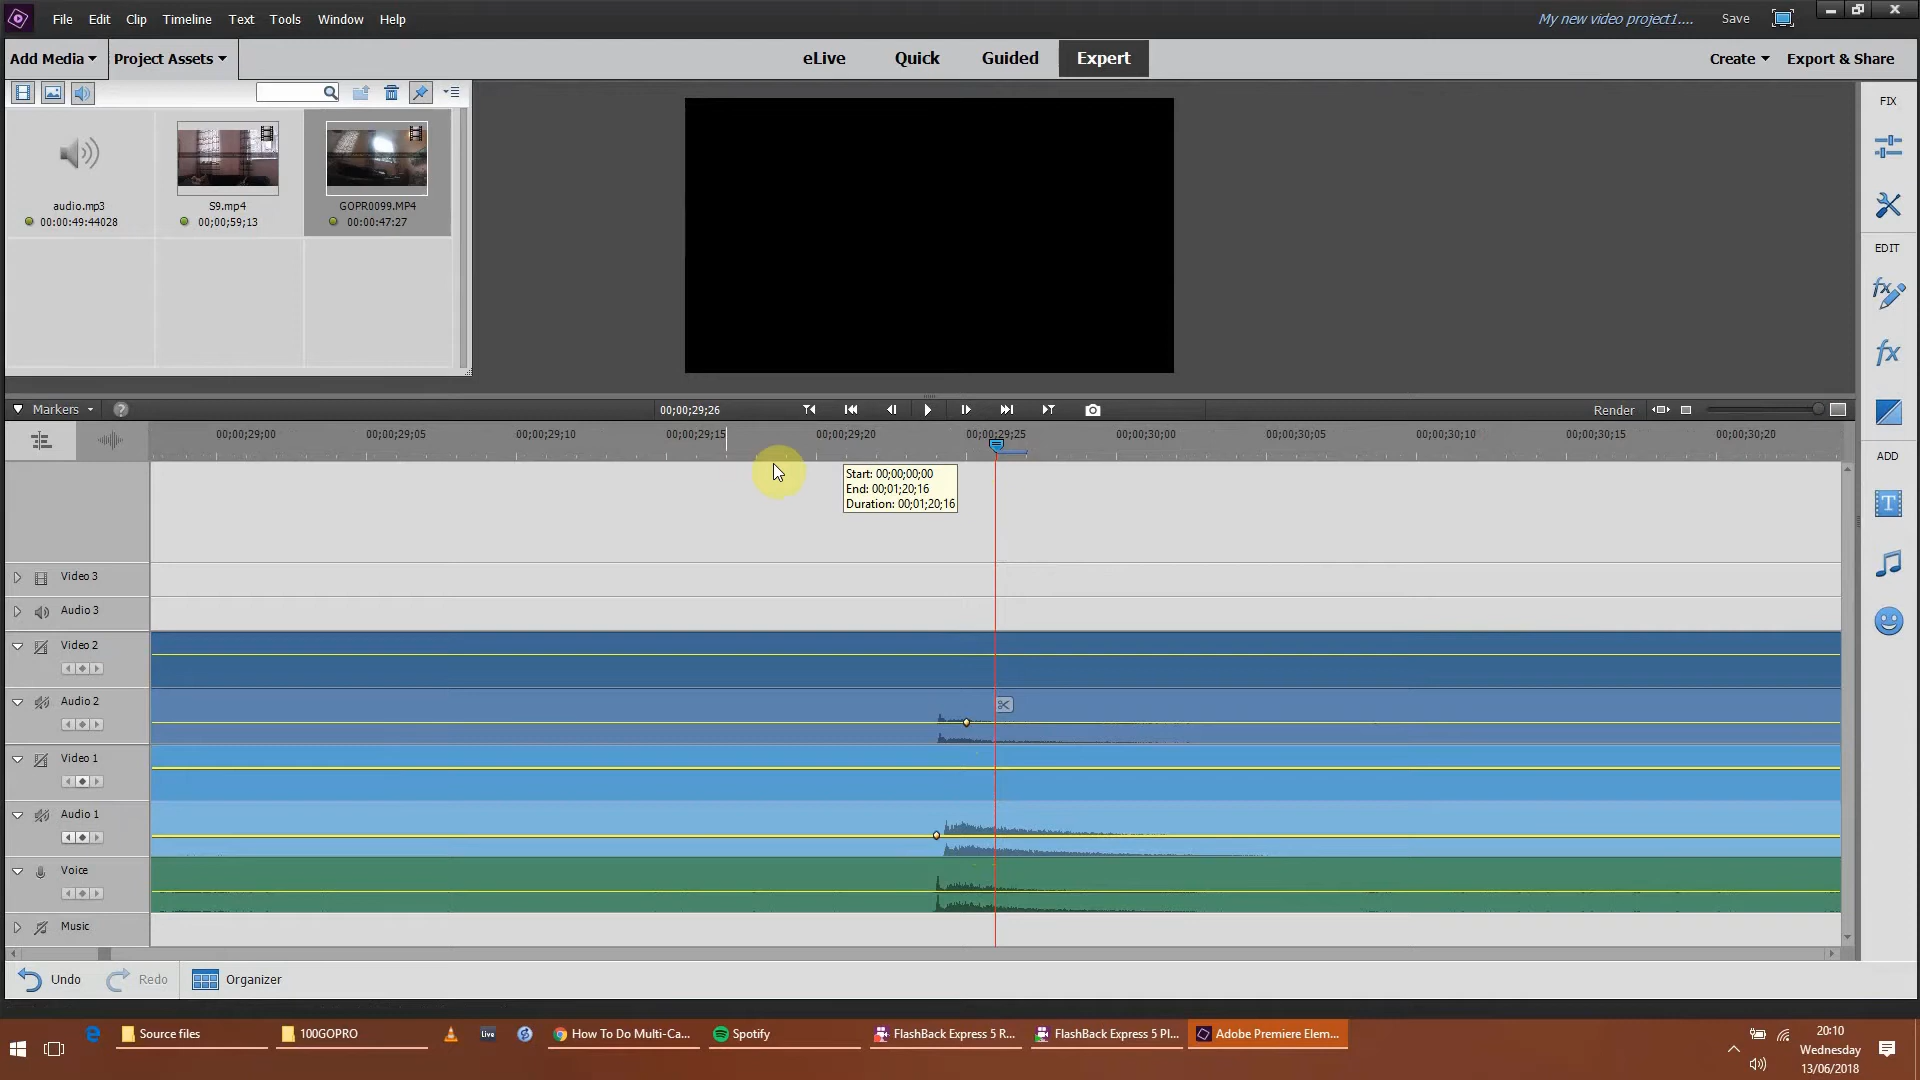 File Edit Clip Timeline Text Tools Window Help
My new video project1.... Save
Add Media Project Assets
eLive Quick Guided Expert
Create Export & Share
FIX
audio.mp3 S9.mp4 GOPR0099.MP4
00:00:49:44028 00;00;59;13 00:00:47:27
EDIT
fx
fx
Markers ? 00;00;29;26 Render
00;00;29;00 00;00;29;05 00;00;29;10 00;00;29;15 00;00;29;20 00;00;29;25 00;00;30;00 00;00;30;05 00;00;30;10 00;00;30;15 00;00;30;20
ADD
Start: 00;00;00;00
End: 00;01;20;16
Duration: 00;01;20;16
T
Video 3
Audio 3
Video 2
Audio 2
Video 1
Audio 1
Voice
Music
Undo Redo Organizer
Source files 100GOPRO live How To Do Multi-Ca... Spotify FlashBack Express 5 R... FlashBack Express 5 Pl... Adobe Premiere Elem...
20:10
Wednesday
13/06/2018